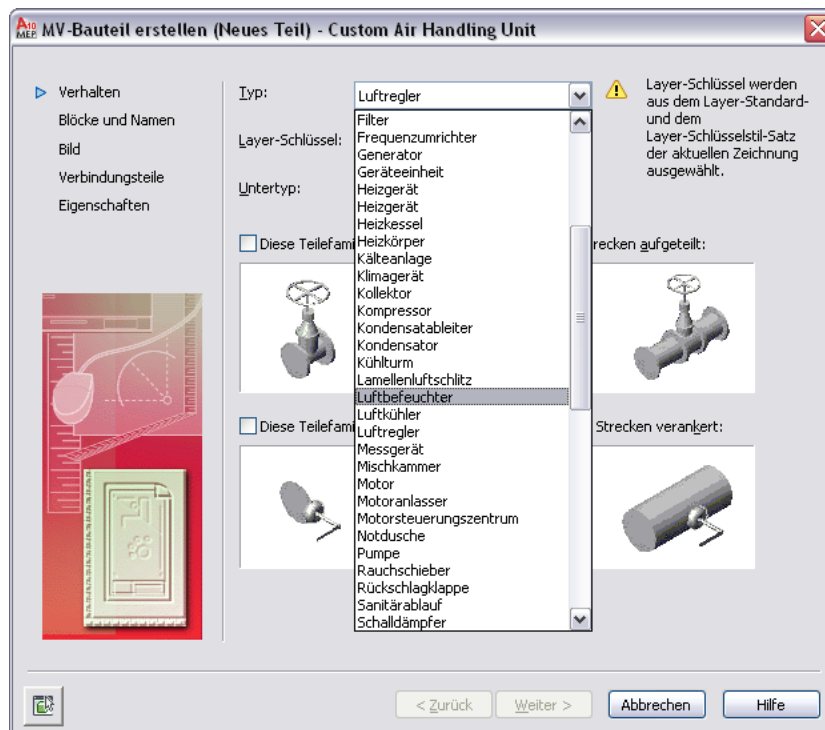 A10 MEP MV-Bauteil erstellen (Neues Teil) - Custom Air Handling Unit
Verhalten
Blöcke und Namen
Bild
Verbindungsteile
Eigenschaften
Typ:
Luftregler
Layer-Schlüssel:
Untertyp:
Layer-Schlüssel werden
aus dem Layer-Standard-
und dem
Layer-Schlüsselstil-Satz
der aktuellen Zeichnung
ausgewählt.
Filter
Frequenzumrichter
Generator
Geräteeinheit
Heizgerät
Heizgerät
Heizkessel
Heizkörper
Kälteanlage
Klimagerät
Kollektor
Kompressor
Kondensatableiter
Kondensator
Kühlturm
Lamellenluftschlitz
Luftbefeuchter
Luftkühler
Luftregler
Messgerät
Mischkammer
Motor
Motoranlasser
Motorsteuerungszentrum
Notdusche
Pumpe
Rauchschieber
Rückschlagklappe
Sanitärablauf
Schalldämpfer
Diese Teilefami
recken aufgeteilt:
Diese Teilefami
Strecken verankert:
< Zurück
Weiter >
Abbrechen
Hilfe